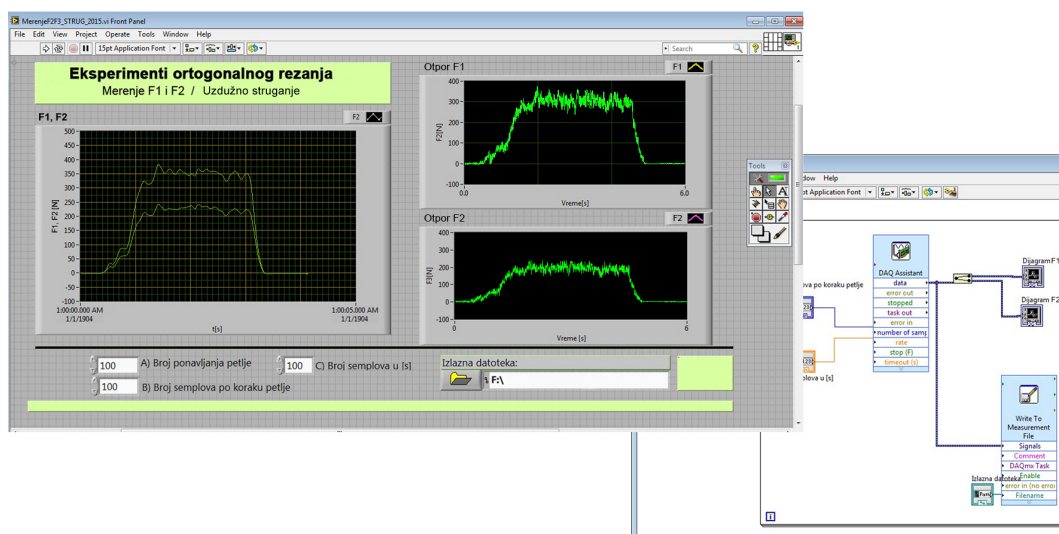 MerenjeF2F3_STRUG_2015.vi Front Panel
File Edit View Project Operate Tools Window Help
15pt Application Font
Search
Eksperimenti ortogonalnog rezanja
Merenje F1 i F2 / Uzdužno struganje
F1, F2
F2
500
450
400
350
300
250
200
150
100
50
0
-50
-100
F1, F2 [N]
1:00:00.000 AM
1/1/1904
1:00:05.000 AM
1/1/1904
t[s]
Otpor F1
F1
400
300
200
100
0
-100
F2[N]
0.0
6.0
Vreme[s]
Otpor F2
F2
400
300
200
100
0
-100
F3[N]
0
6
Vreme [s]
Tools
100
A) Broj ponavljanja petlje
100
B) Broj semplova po koraku petlje
100
C) Broj semplova u [s]
Izlazna datoteka:
F:\
Help
pt Application Font
po koraku petlje
u [s]
DAQ Assistant
data
error out
stopped
task out
error in
number of samp
rate
stop (F)
timeout (s)
Dijagram F1
Dijagram F2
Write To
Measurement
File
Signals
Comment
DAQmx Task
Enable
error in (no erro
Filename
Izlazna datoteka
i